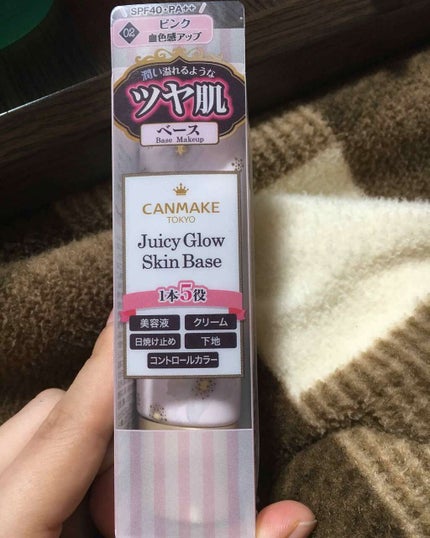 SPF40・PA++
02
ピンク
血色感アップ
潤い溢れるような
ツヤ肌
ベース
Base Makeup
CANMAKE
TOKYO
Juicy Glow
Skin Base
1本5役
美容液 クリーム
日焼け止め 下地
コントロールカラー